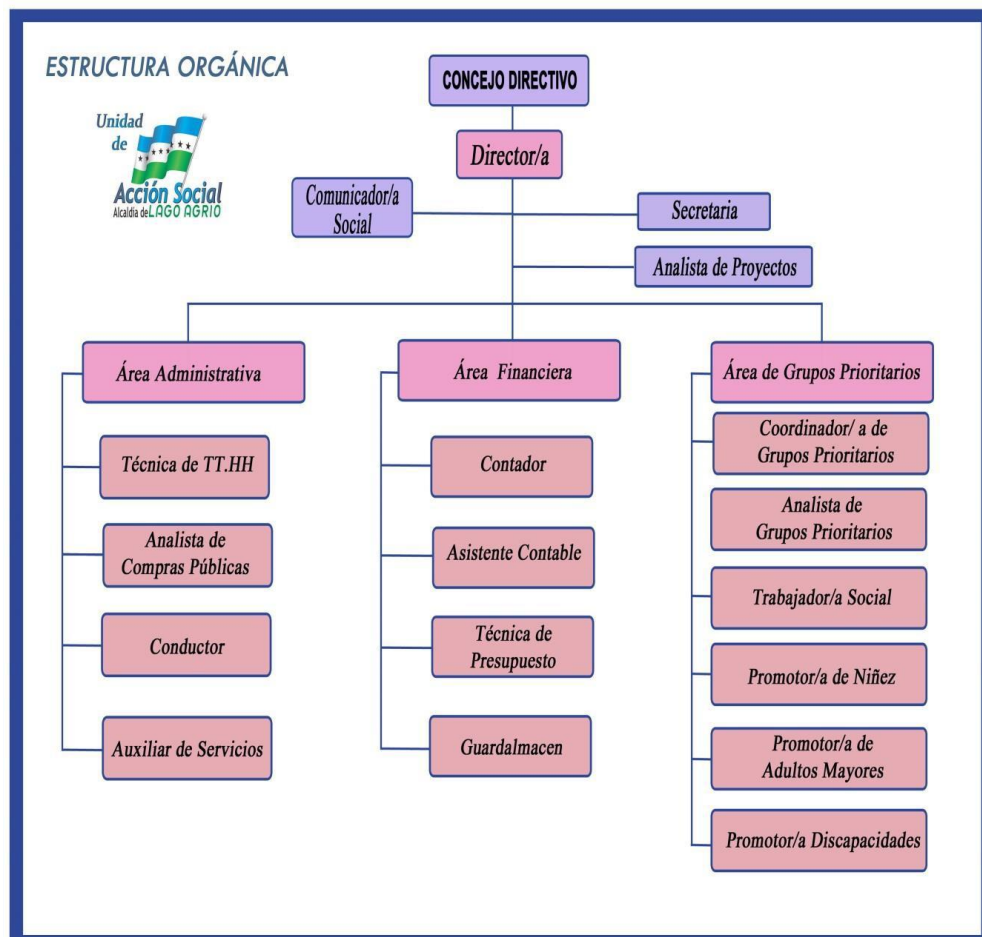 ESTRUCTURA ORGÁNICA
Unidad
de
Acción Social
Alcaldía de LAGO AGRIO
CONCEJO DIRECTIVO
Director/a
Comunicador/a
Social
Secretaria
Analista de Proyectos
Área Administrativa
Técnica de TT.HH
Analista de
Compras Públicas
Conductor
Auxiliar de Servicios
Área Financiera
Contador
Asistente Contable
Técnica de
Presupuesto
Guardalmacen
Área de Grupos Prioritarios
Coordinador/ a de
Grupos Prioritarios
Analista de
Grupos Prioritarios
Trabajador/a Social
Promotor/a de Niñez
Promotor/a de
Adultos Mayores
Promotor/a Discapacidades